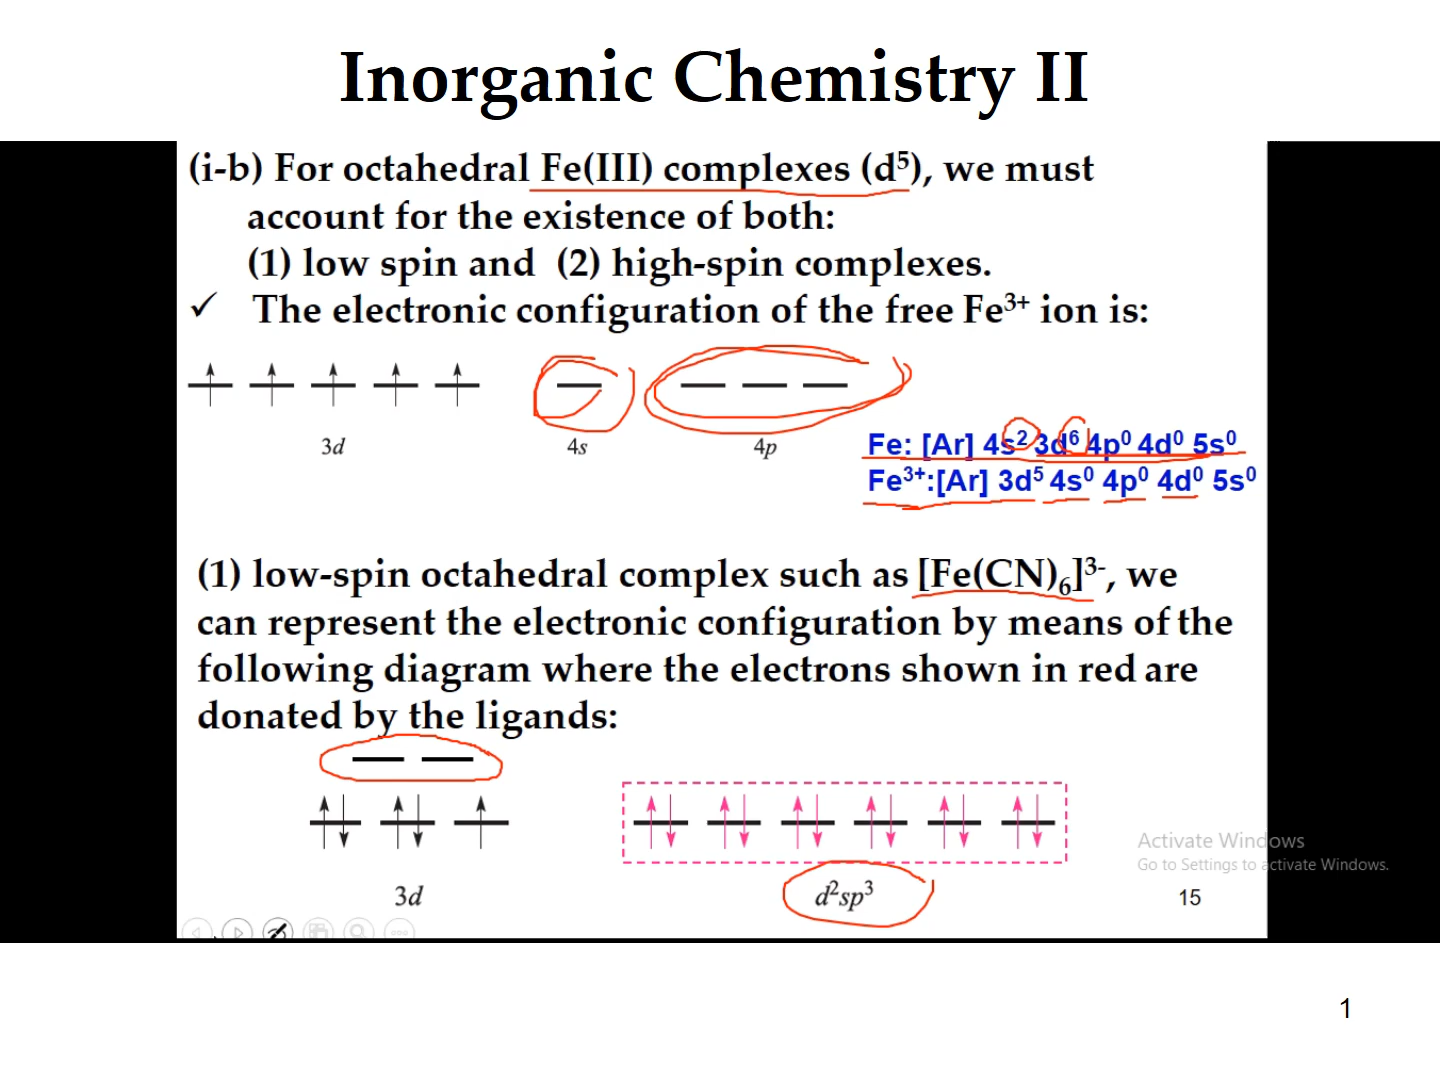 Inorganic Chemistry II
(i-b) For octahedral Fe(III) complexes (d⁵), we must
account for the existence of both:
(1) low spin and (2) high-spin complexes.
✓ The electronic configuration of the free Fe³⁺ ion is:
3d 4s 4p
Fe: [Ar] 4s² 3d⁶ 4p⁰ 4d⁰ 5s⁰
Fe³⁺:[Ar] 3d⁵ 4s⁰ 4p⁰ 4d⁰ 5s⁰
(1) low-spin octahedral complex such as [Fe(CN)₆]³⁻, we
can represent the electronic configuration by means of the
following diagram where the electrons shown in red are
donated by the ligands:
3d d²sp³
Activate Windows
Go to Settings to activate Windows.
15
1